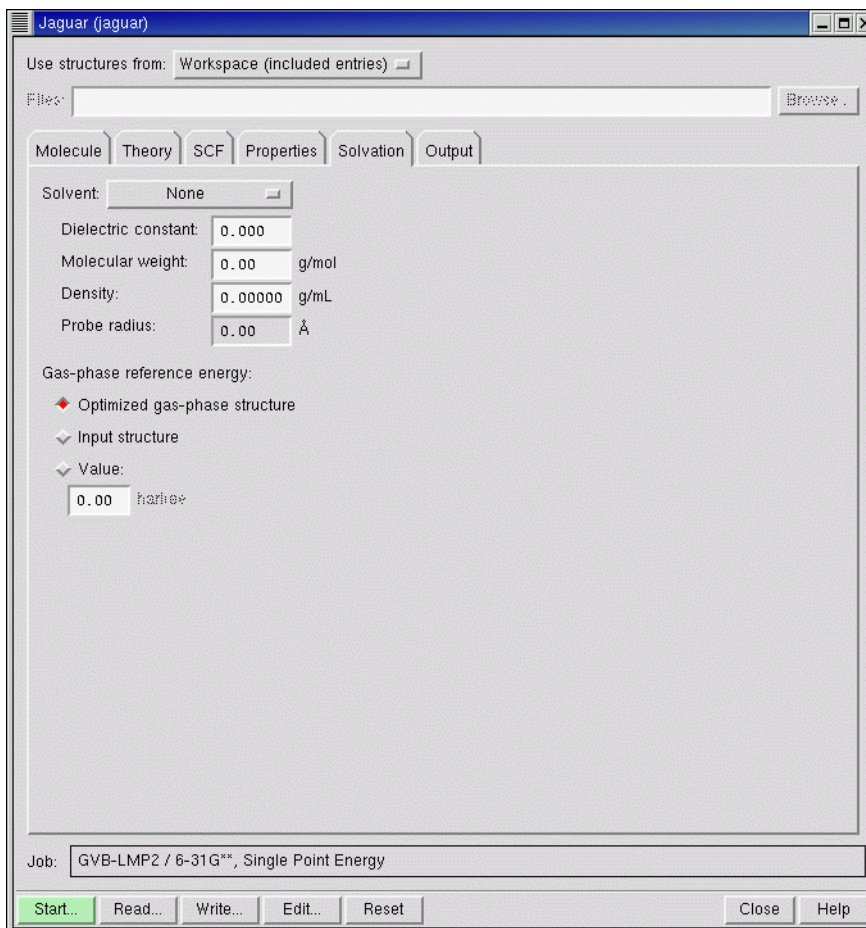 Jaguar (jaguar)
Use structures from: Workspace (included entries)
Files: Browse..
Molecule Theory SCF Properties Solvation Output
Solvent: None
Dielectric constant: 0.000
Molecular weight: 0.00 g/mol
Density: 0.00000 g/mL
Probe radius: 0.00 Å
Gas-phase reference energy:
Optimized gas-phase structure
Input structure
Value:
0.00 hartree
Job: GVB-LMP2 / 6-31G**, Single Point Energy
Start... Read... Write... Edit... Reset Close Help